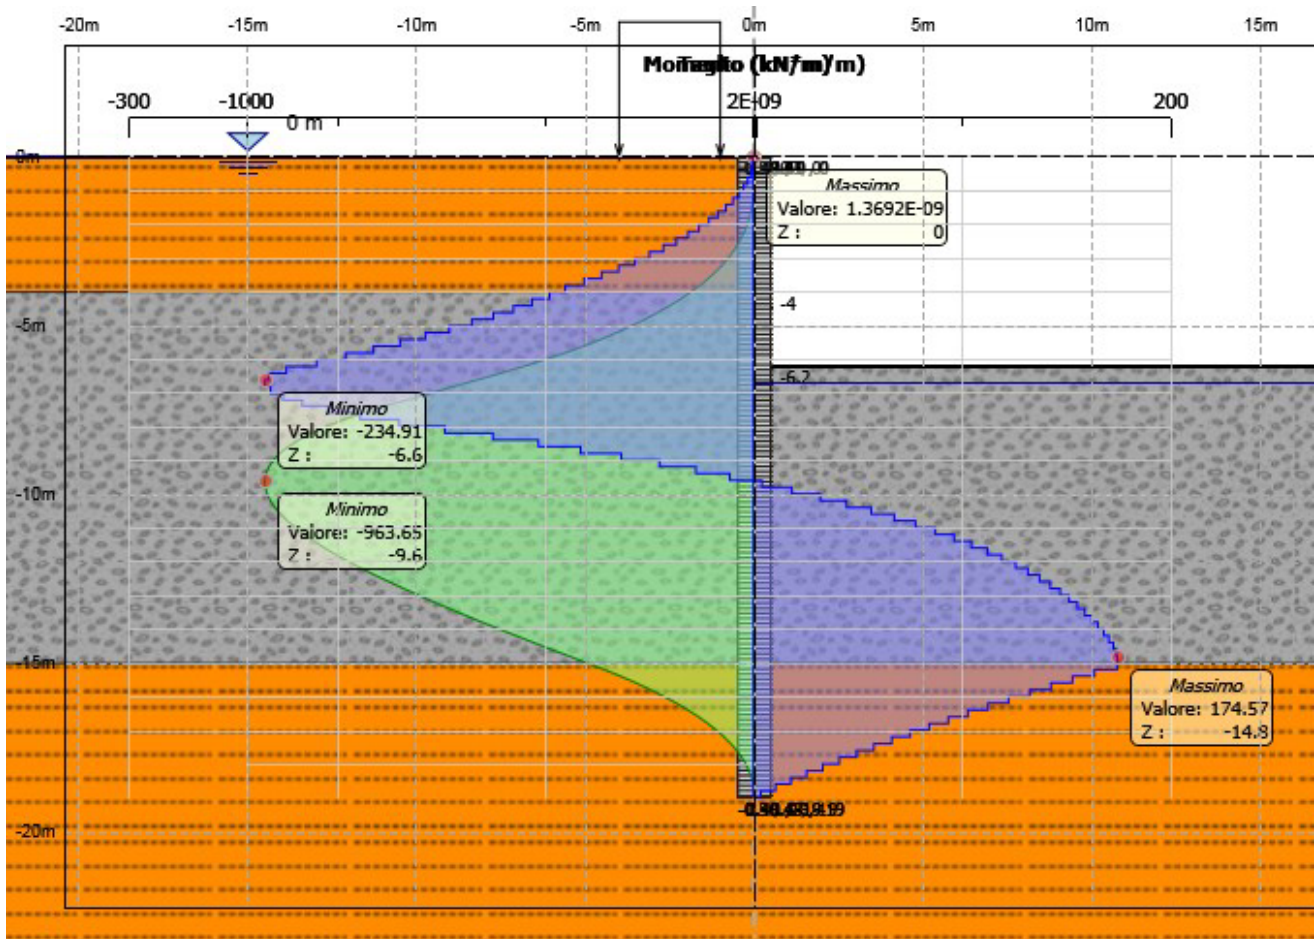 -20m -15m -10m -5m 0m 5m 10m 15m
-300 -1000 2E+09 200
0 m
0m
Massimo
Valore: 1.3692E-09
Z : 0
-4
-5m
-6.2
Minimo
Valore: -234.91
Z : -6.6
-10m
Minimo
Valore: -963.65
Z : -9.6
-15m
Massimo
Valore: 174.57
Z : -14.8
-20m